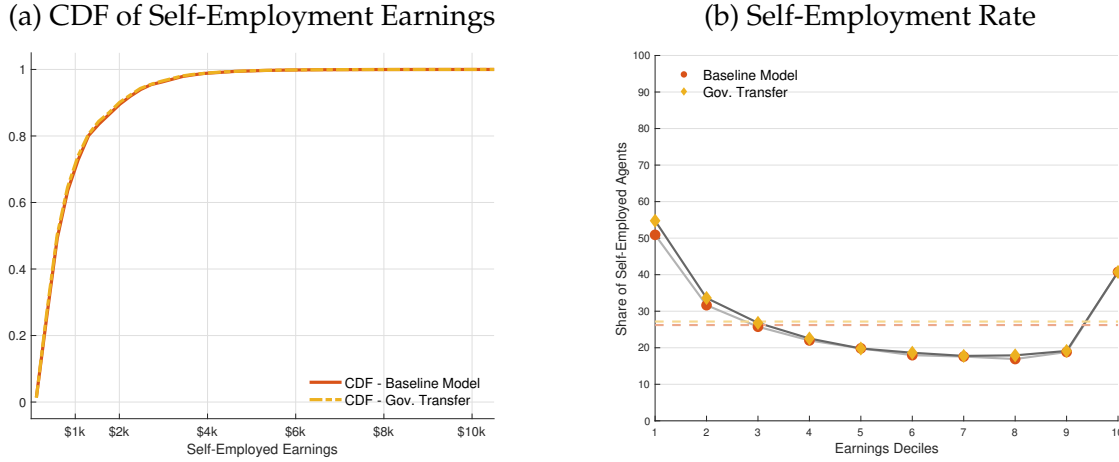 (a) CDF of Self-Employment Earnings
1
0.8
0.6
0.4
0.2
0
$1k $2k $4k $6k $8k $10k
Self-Employed Earnings
CDF - Baseline Model
CDF - Gov. Transfer
(b) Self-Employment Rate
100
90
80
70
60
50
40
30
20
10
0
1 2 3 4 5 6 7 8 9 10
Earnings Deciles
Share of Self-Employed Agents
Baseline Model
Gov. Transfer